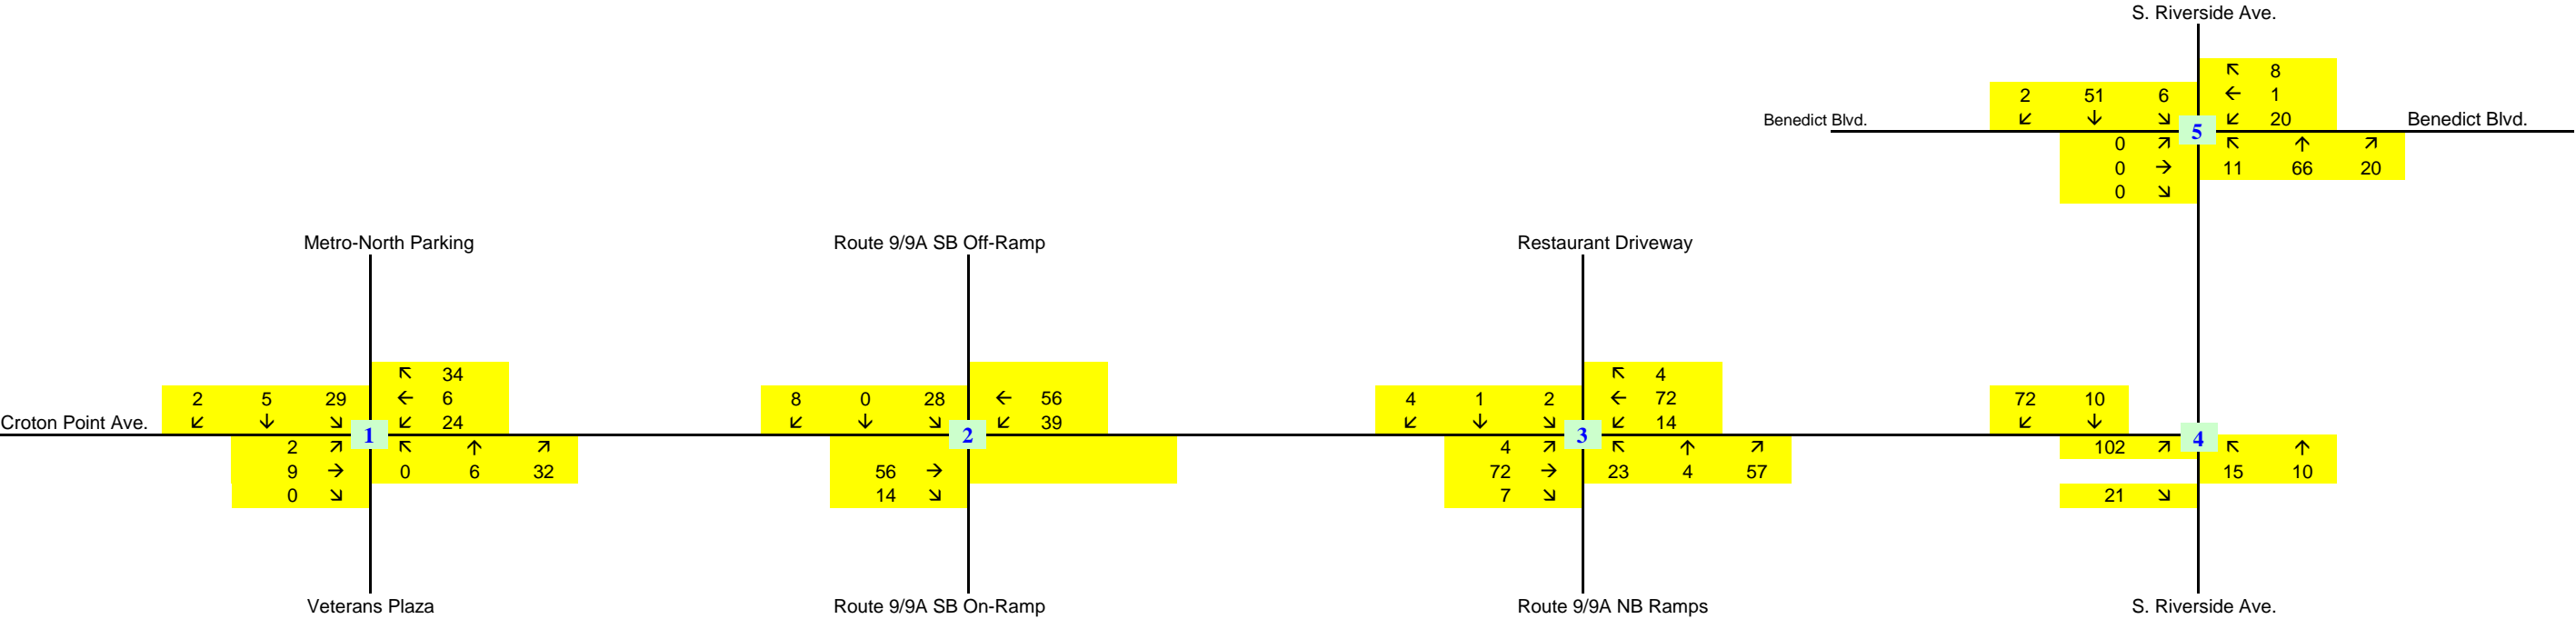 S. Riverside Ave.
↖ 8
2 51 6 ← 1
Benedict Blvd. ↙ ↓ ↘ ↙ 20 Benedict Blvd.
5
0 ↗ ↖ ↑ ↗
0 → 11 66 20
0 ↘
Metro-North Parking Route 9/9A SB Off-Ramp Restaurant Driveway
↖ 34 ↖ 4
2 5 29 ← 6 8 0 28 ← 56 4 1 2 ← 72 72 10
Croton Point Ave. ↙ ↓ ↘ ↙ 24 ↙ ↓ ↘ ↙ 39 ↙ ↓ ↘ ↙ 14 ↙ ↓
1 2 3 4
2 ↗ ↖ ↑ ↗ 4 ↗ ↖ ↑ ↗ 102 ↗ ↖ ↑
9 → 0 6 32 56 → 72 → 23 4 57 15 10
0 ↘ 14 ↘ 7 ↘ 21 ↘
Veterans Plaza Route 9/9A SB On-Ramp Route 9/9A NB Ramps S. Riverside Ave.